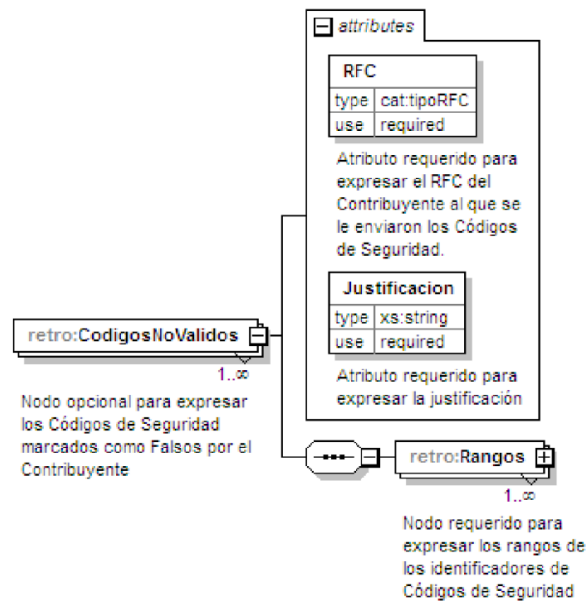 attributes
RFC
type cat:tipoRFC
use required
Atributo requerido para
expresar el RFC del
Contribuyente al que se
le enviaron los Códigos
de Seguridad.
Justificacion
type xs:string
use required
Atributo requerido para
expresar la justificación
retro:CodigosNoValidos
1..∞
Nodo opcional para expresar
los Códigos de Seguridad
marcados como Falsos por el
Contribuyente
retro:Rangos
1..∞
Nodo requerido para
expresar los rangos de
los identificadores de
Códigos de Seguridad